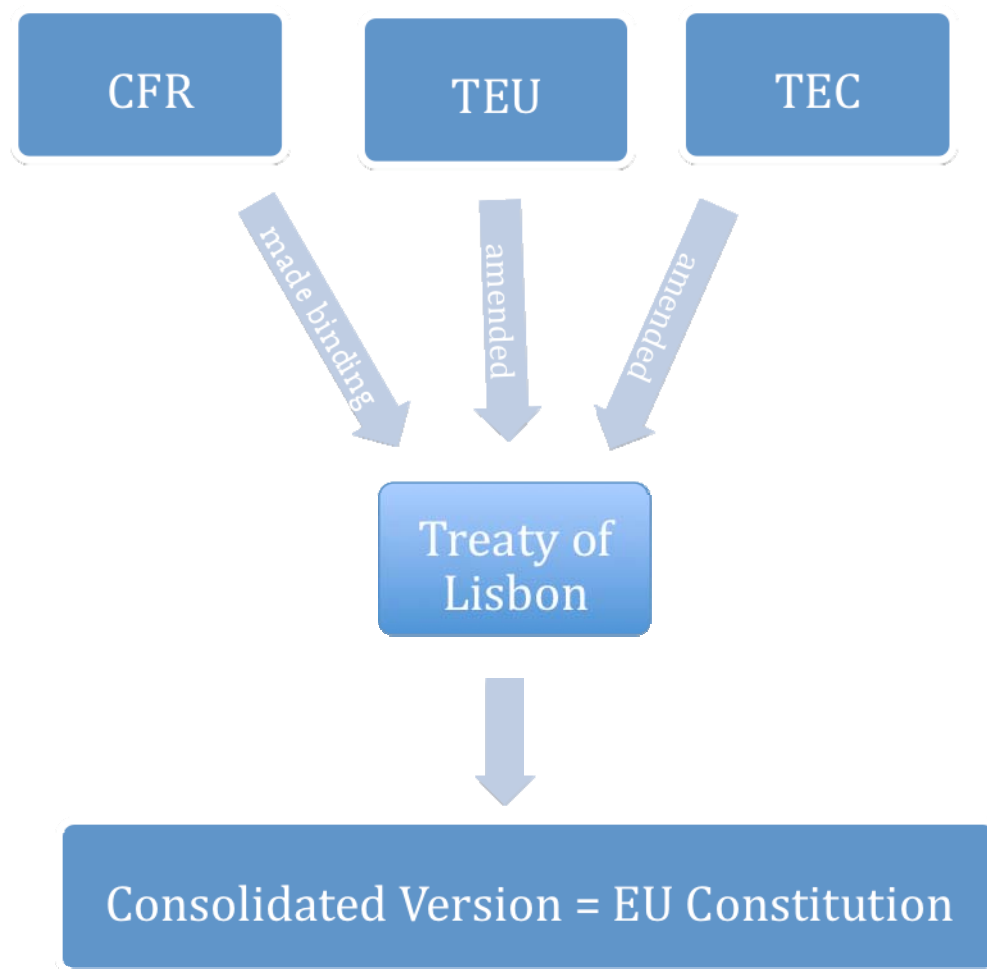 CFR
TEU
TEC
made binding
amended
amended
Treaty of
Lisbon
Consolidated Version = EU Constitution